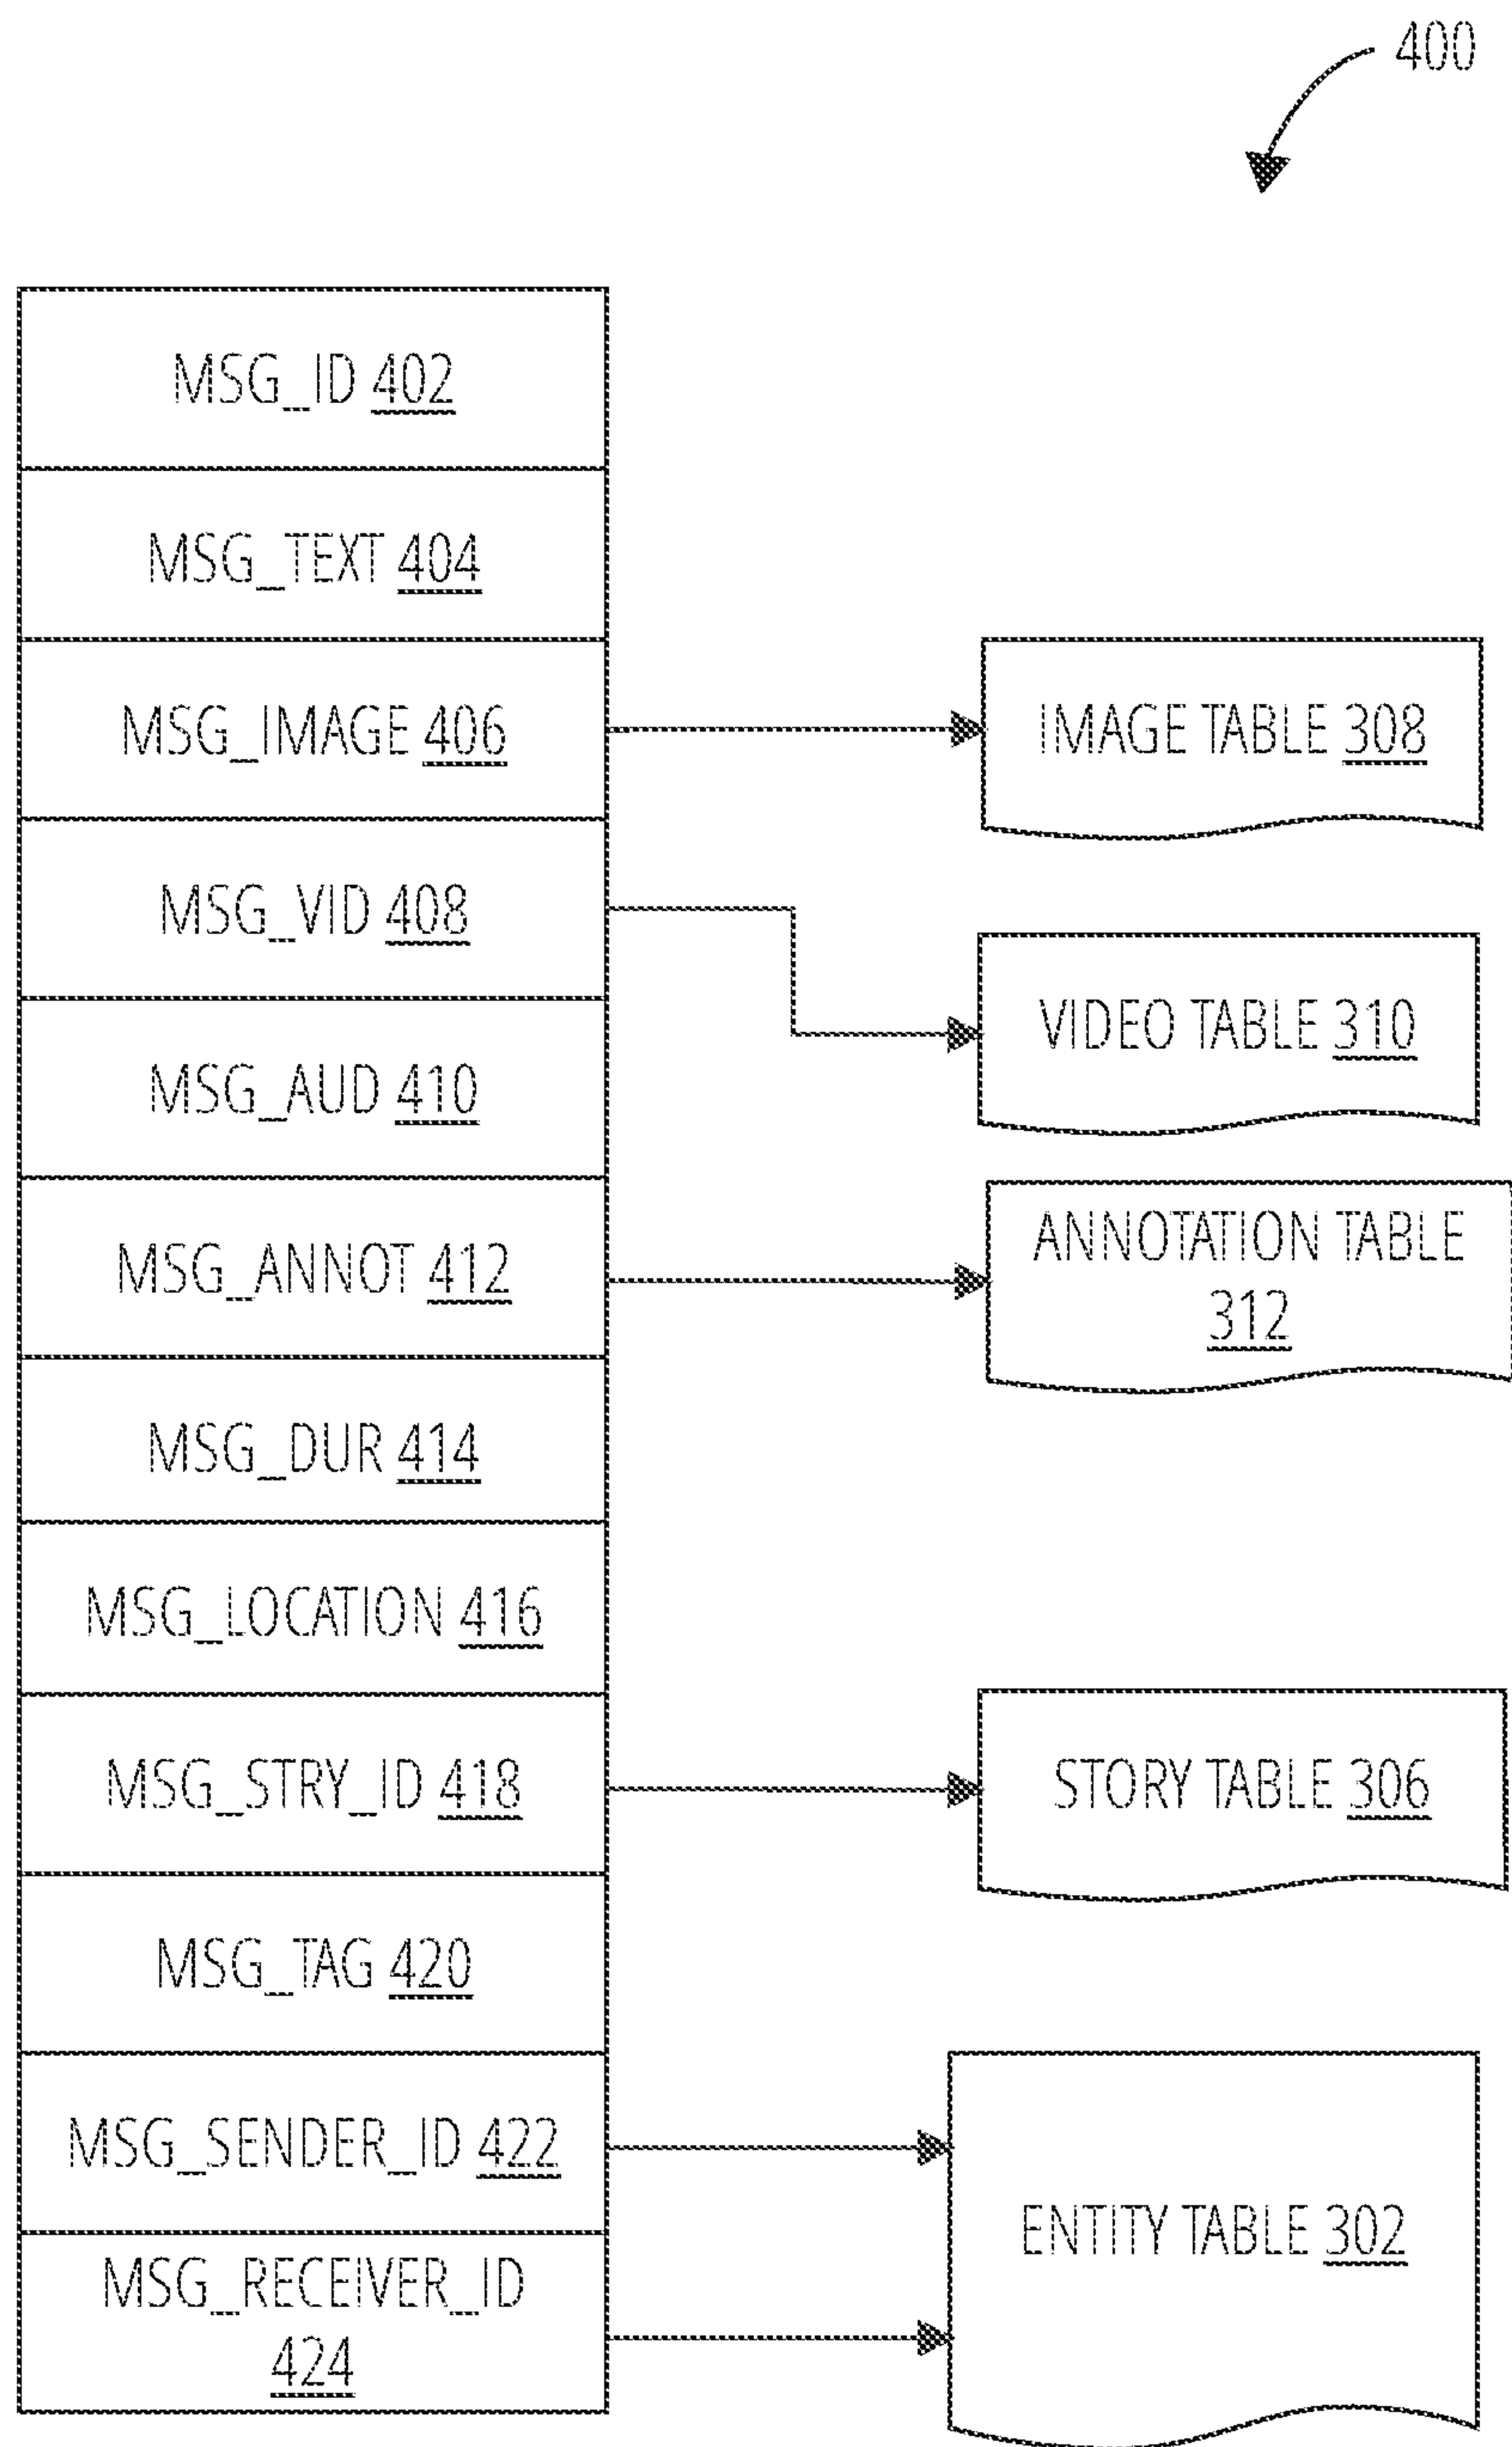 400
MSG_ID 402
MSG_TEXT 404
MSG_IMAGE 406
IMAGE TABLE 308
MSG_VID 408
VIDEO TABLE 310
MSG_AUD 410
MSG_ANNOT 412
ANNOTATION TABLE
312
MSG_DUR 414
MSG_LOCATION 416
MSG_STRY_ID 418
STORY TABLE 306
MSG_TAG 420
MSG_SENDER_ID 422
ENTITY TABLE 302
MSG_RECEIVER_ID
424